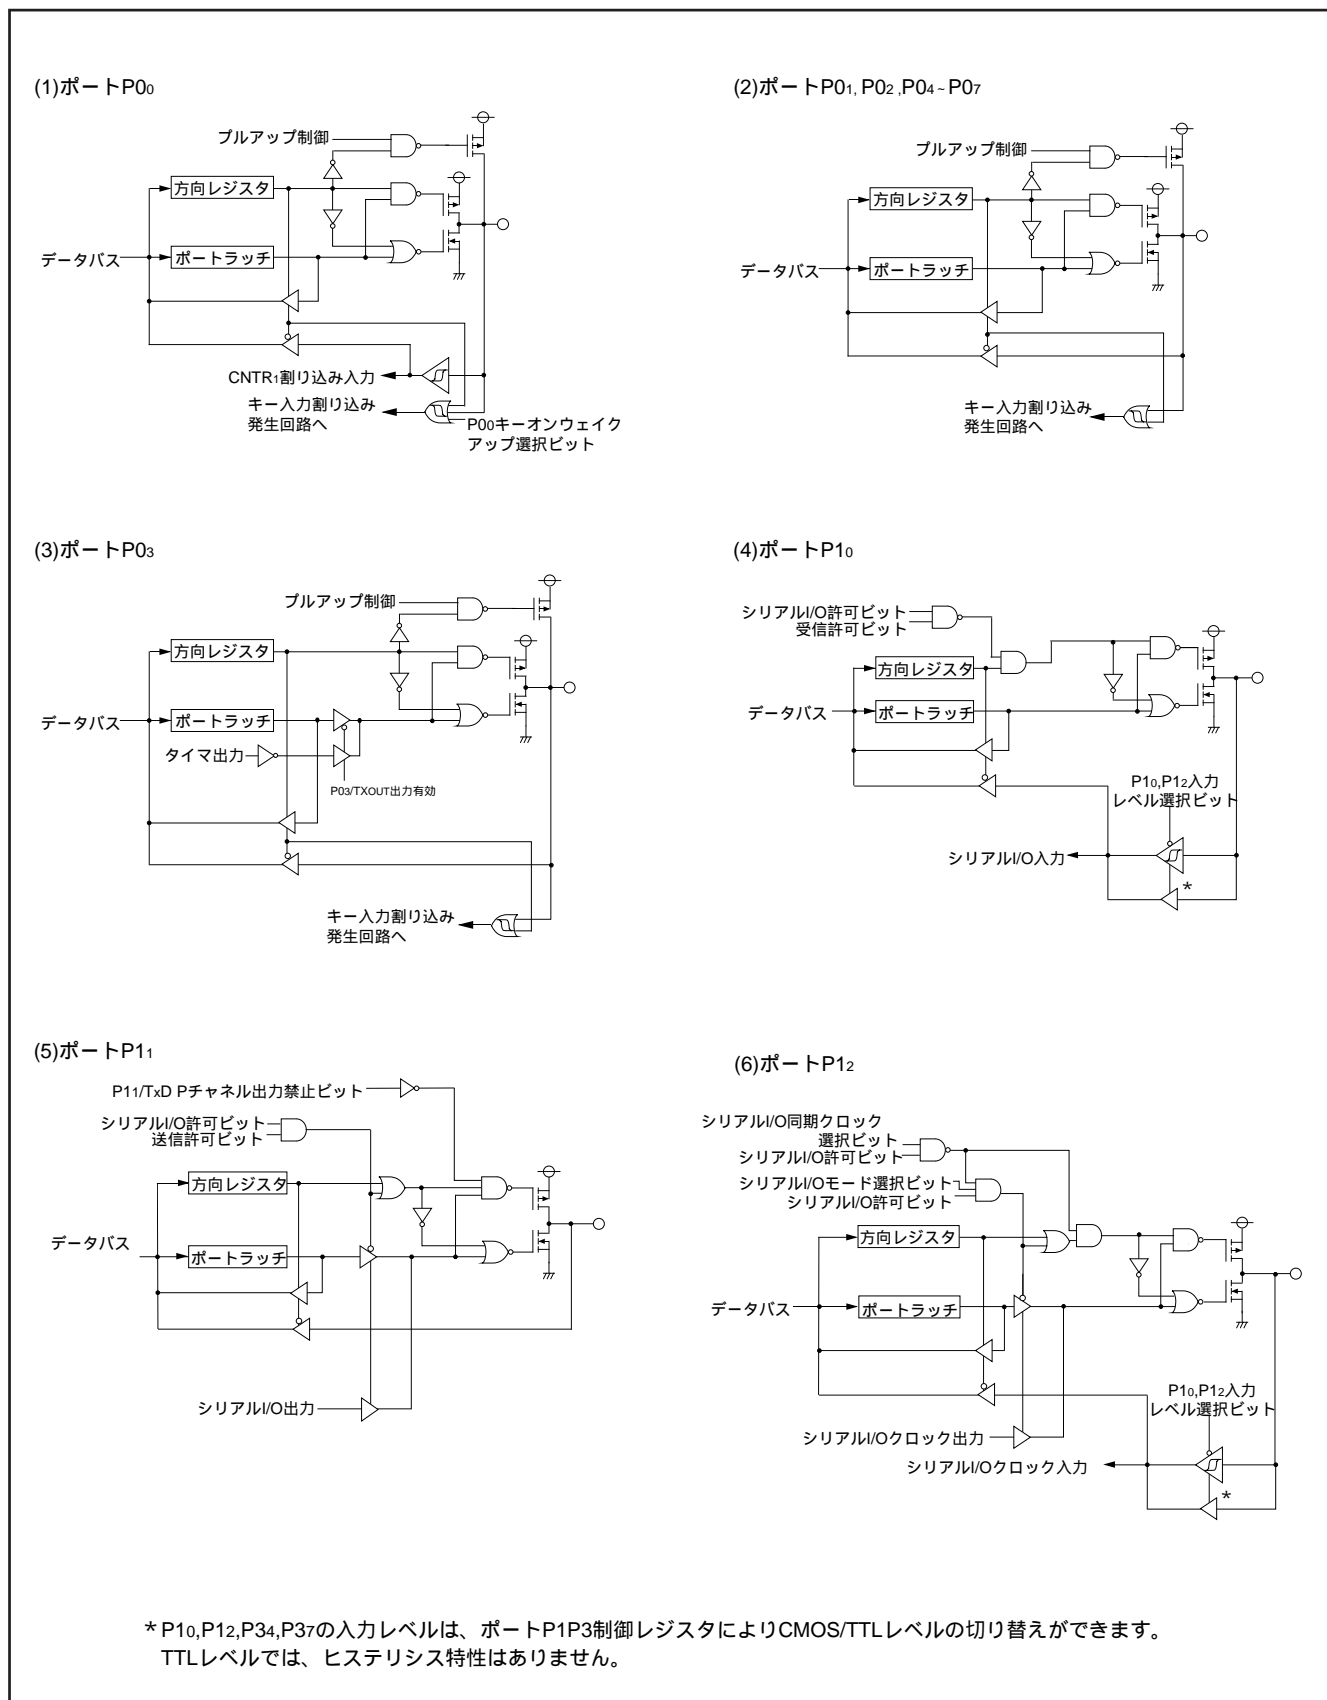 (1)ポートP00
プルアップ制御
方向レジスタ
データバス
ポートラッチ
CNTR1割り込み入力
キー入力割り込み
発生回路へ
P00キーオンウェイク
アップ選択ビット
(2)ポートP01, P02 ,P04 ~ P07
プルアップ制御
方向レジスタ
データバス
ポートラッチ
キー入力割り込み
発生回路へ
(3)ポートP03
プルアップ制御
方向レジスタ
データバス
ポートラッチ
タイマ出力
P03/TXOUT出力有効
キー入力割り込み
発生回路へ
(4)ポートP10
シリアルI/O許可ビット
受信許可ビット
方向レジスタ
データバス
ポートラッチ
P10,P12入力
レベル選択ビット
シリアルI/O入力
*
(5)ポートP11
P11/TxD Pチャネル出力禁止ビット
シリアルI/O許可ビット
送信許可ビット
方向レジスタ
データバス
ポートラッチ
シリアルI/O出力
(6)ポートP12
シリアルI/O同期クロック
選択ビット
シリアルI/O許可ビット
シリアルI/Oモード選択ビット
シリアルI/O許可ビット
方向レジスタ
データバス
ポートラッチ
P10,P12入力
レベル選択ビット
シリアルI/Oクロック出力
シリアルI/Oクロック入力
*
* P10,P12,P34,P37の入力レベルは、ポートP1P3制御レジスタによりCMOS/TTLレベルの切り替えができます。
TTLレベルでは、ヒステリシス特性はありません。